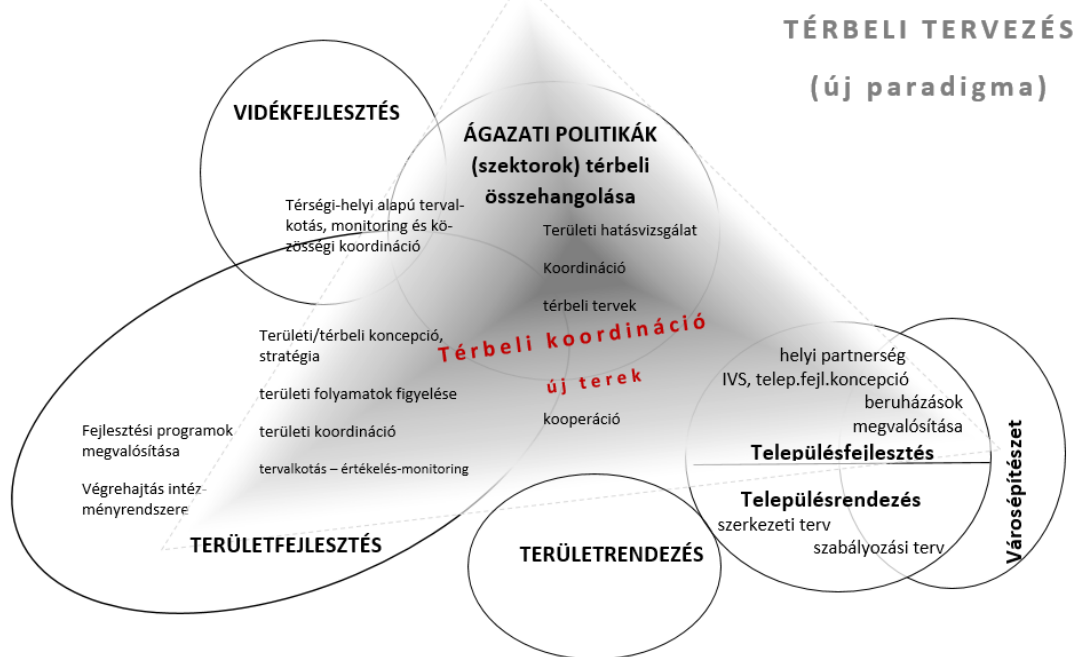 TÉRBELI TERVEZÉS
(új paradigma)
VIDÉKFEJLESZTÉS
Térségi-helyi alapú terval-
kotás, monitoring és kö-
zösségi koordináció
ÁGAZATI POLITIKÁK
(szektorok) térbeli
összehangolása
Területi hatásvizsgálat
Koordináció
térbeli tervek
Térbeli koordináció
új terek
kooperáció
Területi/térbeli koncepció,
stratégia
területi folyamatok figyelése
területi koordináció
tervalkotás – értékelés-monitoring
Fejlesztési programok
megvalósítása
Végrehajtás intéz-
ményrendszere
TERÜLETFEJLESZTÉS
TERÜLETRENDEZÉS
helyi partnerség
IVS, telep.fejl.koncepció
beruházások
megvalósítása
Településfejlesztés
Településrendezés
szerkezeti terv
szabályozási terv
Városépítészet